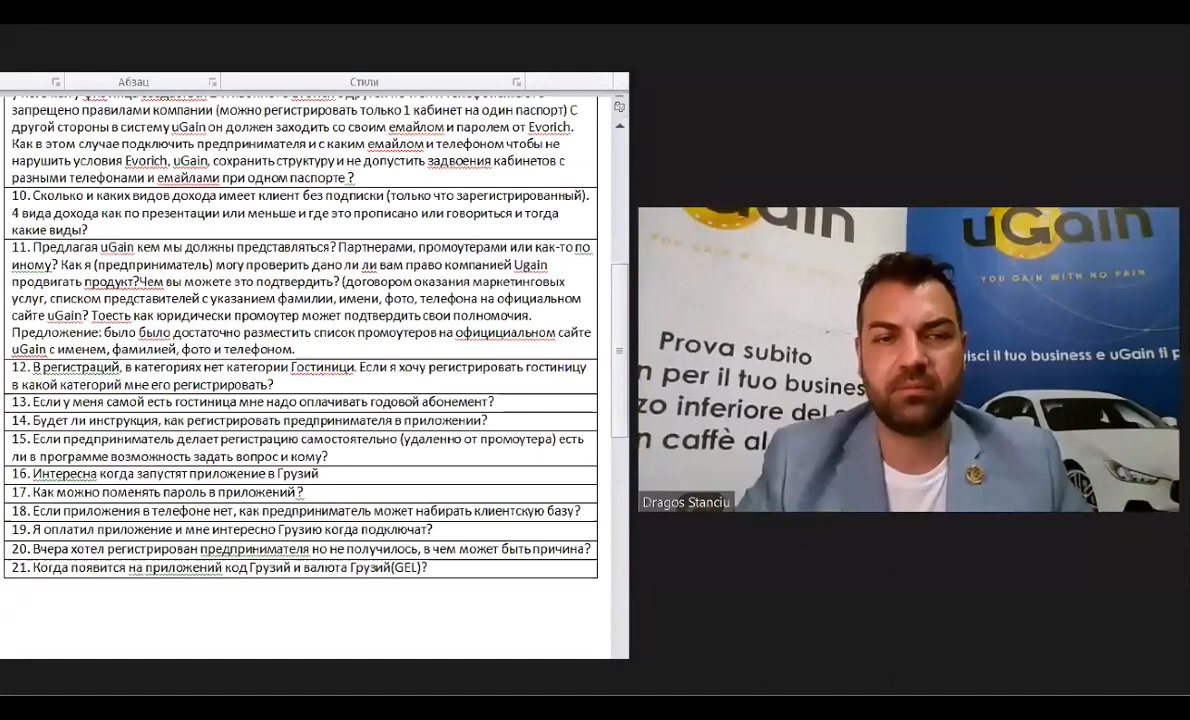 Абзац
Стили
запрещено правилами компании (можно регистрировать только 1 кабинет на один паспорт) С
другой стороны в систему uGain он должен заходить со своим емайлом и паролем от Evorich.
Как в этом случае подключить предпринимателя и с каким емайлом и телефоном чтобы не
нарушить условия Evorich, uGain, сохранить структуру и не допустить задвоения кабинетов с
разными телефонами и емайлами при одном паспорте ?
10. Сколько и каких видов дохода имеет клиент без подписки (только что зарегистрированный).
4 вида дохода как по презентации или меньше и где это прописано или говориться и тогда
какие виды?
11. Предлагая uGain кем мы должны представляться? Партнерами, промоутерами или как-то по
иному? Как я (предприниматель) могу проверить дано ли ли вам право компанией Ugain
продвигать продукт?Чем вы можете это подтвердить? (договором оказания маркетинговых
услуг, списком представителей с указанием фамилии, имени, фото, телефона на официальном
сайте uGain? Тоесть как юридически промоутер может подтвердить свои полномочия.
Предложение: было было достаточно разместить список промоутеров на официциальном сайте
uGain с именем, фамилией, фото и телефоном.
12. В регистраций, в категориях нет категории Гостиници. Если я хочу регистрировать гостиницу
в какой категорий мне его регистрировать?
13. Если у меня самой есть гостиница мне надо оплачивать годовой абонемент?
14. Будет ли инструкция, как регистрировать предпринимателя в приложении?
15. Если предприниматель делает регистрацию самостоятельно (удаленно от промоутера) есть
ли в программе возможность задать вопрос и кому?
16. Интересна когда запустят приложение в Грузий
17. Как можно поменять пароль в приложений ?
18. Если приложения в телефоне нет, как предприниматель может набирать клиентскую базу?
19. Я оплатил приложение и мне интересно Грузию когда подключат?
20. Вчера хотел регистрирован предпринимателя но не получилось, в чем может быть причина?
21. Когда появится на приложений код Грузий и валюта Грузий(GEL)?
Gain
uGain
YOU GAIN WITH NO PAIN
Prova subito
n per il tuo busines
zo inferiore del
n caffè al
isci il tuo business e uGain ti p
Dragos Stanciu